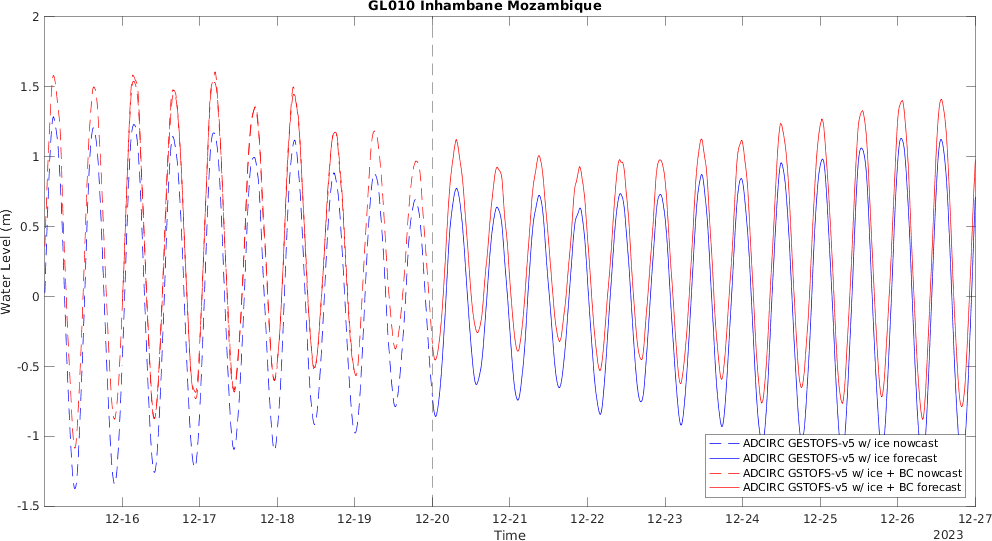 GL010 Inhambane Mozambique
2
1.5
1
0.5
0
-0.5
-1
-1.5
Water Level (m)
ADCIRC GESTOFS-v5 w/ ice nowcast
ADCIRC GESTOFS-v5 w/ ice forecast
ADCIRC GSTOFS-v5 w/ ice + BC nowcast
ADCIRC GSTOFS-v5 w/ ice + BC forecast
12-16 12-17 12-18 12-19 12-20 12-21 12-22 12-23 12-24 12-25 12-26 12-27
Time
2023